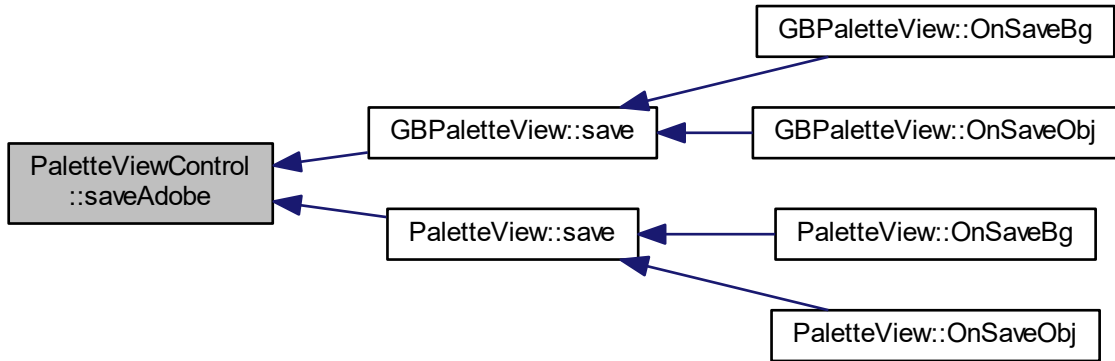 PaletteViewControl
::saveAdobe
GBPaletteView::save
PaletteView::save
GBPaletteView::OnSaveBg
GBPaletteView::OnSaveObj
PaletteView::OnSaveBg
PaletteView::OnSaveObj